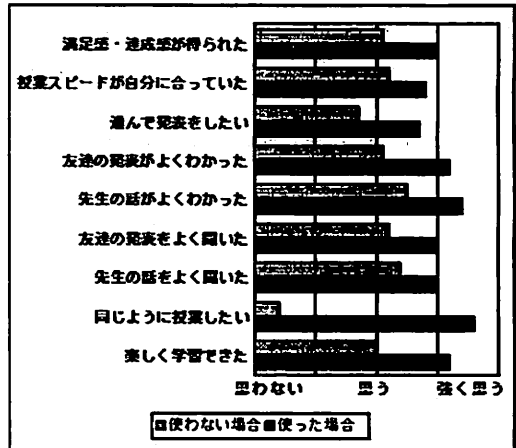 満足感・達成感が得られた
授業スピードが自分に合っていた
進んで発表をしたい
友達の発表がよくわかった
先生の話がよくわかった
友達の発表をよく聞いた
先生の話をよく聞いた
同じように授業したい
楽しく学習できた
思わない 思う 強く思う
使わない場合 使った場合